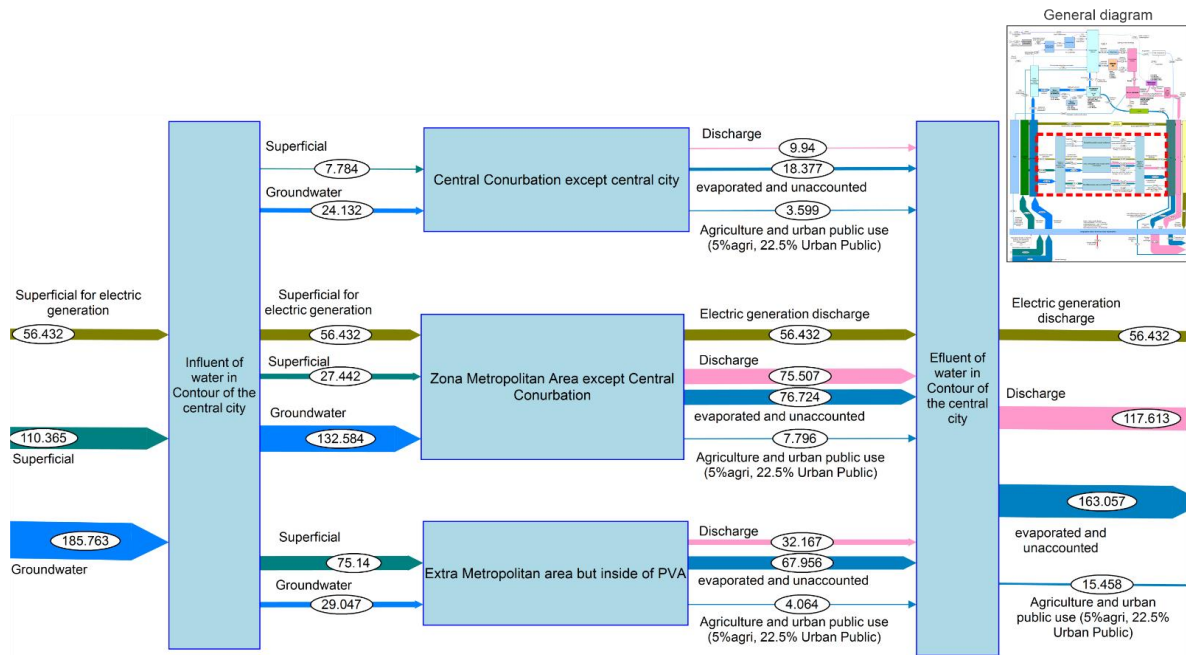 General diagram
Superficial
7.784
Groundwater
24.132
Central Conurbation except central city
Discharge
9.94
18.377
evaporated and unaccounted
3.599
Agriculture and urban public use
(5%agri, 22.5% Urban Public)
Superficial for electric
generation
56.432
110.365
Superficial
185.763
Groundwater
Influent of
water in
Contour of the
central city
Superficial for
electric generation
56.432
Superficial
27.442
Groundwater
132.584
Zona Metropolitan Area except Central
Conurbation
Electric generation discharge
56.432
Discharge
75.507
76.724
evaporated and unaccounted
7.796
Agriculture and urban public use
(5%agri, 22.5% Urban Public)
Superficial
75.14
Groundwater
29.047
Extra Metropolitan area but inside of PVA
Discharge
32.167
67.956
evaporated and unaccounted
4.064
Agriculture and urban public use
(5%agri, 22.5% Urban Public)
Efluent of
water in
Contour of
the central
city
Electric generation
discharge
56.432
Discharge
117.613
163.057
evaporated and
unaccounted
15.458
Agriculture and urban
public use (5%agri, 22.5%
Urban Public)